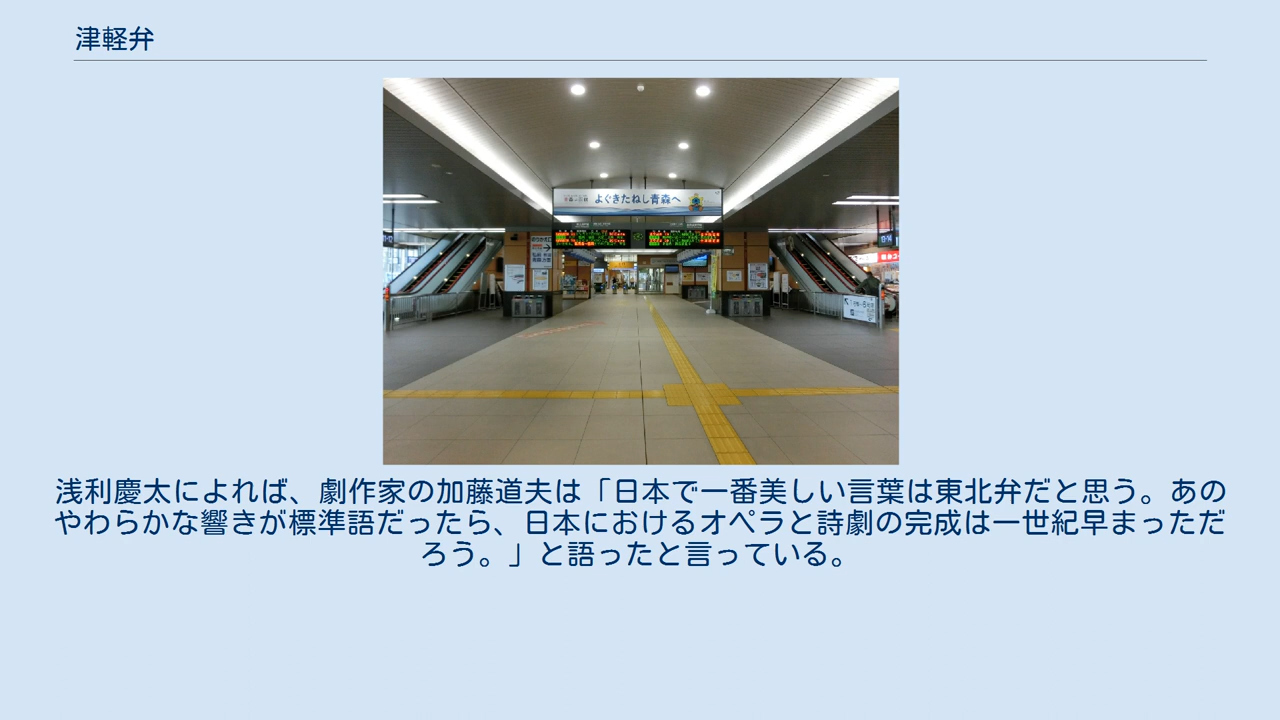 津軽弁
よぐきたねし青森へ
浅利慶太によれば、劇作家の加藤道夫は「日本で一番美しい言葉は東北弁だと思う。あの
やわらかな響きが標準語だったら、日本におけるオペラと詩劇の完成は一世紀早まっただ
ろう。」と語ったと言っている。